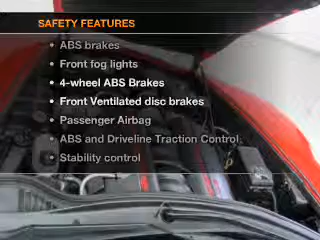 SAFETY FEATURES
• ABS brakes
• Front fog lights
• 4-wheel ABS Brakes
• Front Ventilated disc brakes
• Passenger Airbag
• ABS and Driveline Traction Control
• Stability control